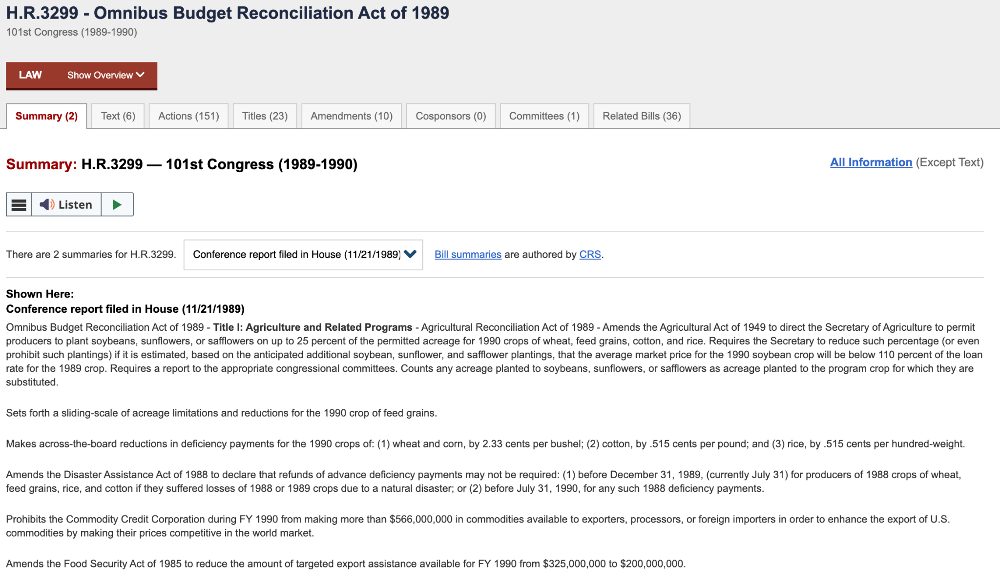 H.R.3299 - Omnibus Budget Reconciliation Act of 1989
101st Congress (1989-1990)
LAW Show Overview
Summary (2) Text (6) Actions (151) Titles (23) Amendments (10) Cosponsors (0) Committees (1) Related Bills (36)
Summary: H.R.3299 — 101st Congress (1989-1990)
All Information (Except Text)
Listen
There are 2 summaries for H.R.3299. Conference report filed in House (11/21/1989) Bill summaries are authored by CRS.
Shown Here:
Conference report filed in House (11/21/1989)
Omnibus Budget Reconciliation Act of 1989 - Title I: Agriculture and Related Programs - Agricultural Reconciliation Act of 1989 - Amends the Agricultural Act of 1949 to direct the Secretary of Agriculture to permit
producers to plant soybeans, sunflowers, or safflowers on up to 25 percent of the permitted acreage for 1990 crops of wheat, feed grains, cotton, and rice. Requires the Secretary to reduce such percentage (or even
prohibit such plantings) if it is estimated, based on the anticipated additional soybean, sunflower, and safflower plantings, that the average market price for the 1990 soybean crop will be below 110 percent of the loan
rate for the 1989 crop. Requires a report to the appropriate congressional committees. Counts any acreage planted to soybeans, sunflowers, or safflowers as acreage planted to the program crop for which they are
substituted.
Sets forth a sliding-scale of acreage limitations and reductions for the 1990 crop of feed grains.
Makes across-the-board reductions in deficiency payments for the 1990 crops of: (1) wheat and corn, by 2.33 cents per bushel; (2) cotton, by .515 cents per pound; and (3) rice, by .515 cents per hundred-weight.
Amends the Disaster Assistance Act of 1988 to declare that refunds of advance deficiency payments may not be required: (1) before December 31, 1989, (currently July 31) for producers of 1988 crops of wheat,
feed grains, rice, and cotton if they suffered losses of 1988 or 1989 crops due to a natural disaster; or (2) before July 31, 1990, for any such 1988 deficiency payments.
Prohibits the Commodity Credit Corporation during FY 1990 from making more than $566,000,000 in commodities available to exporters, processors, or foreign importers in order to enhance the export of U.S.
commodities by making their prices competitive in the world market.
Amends the Food Security Act of 1985 to reduce the amount of targeted export assistance available for FY 1990 from $325,000,000 to $200,000,000.